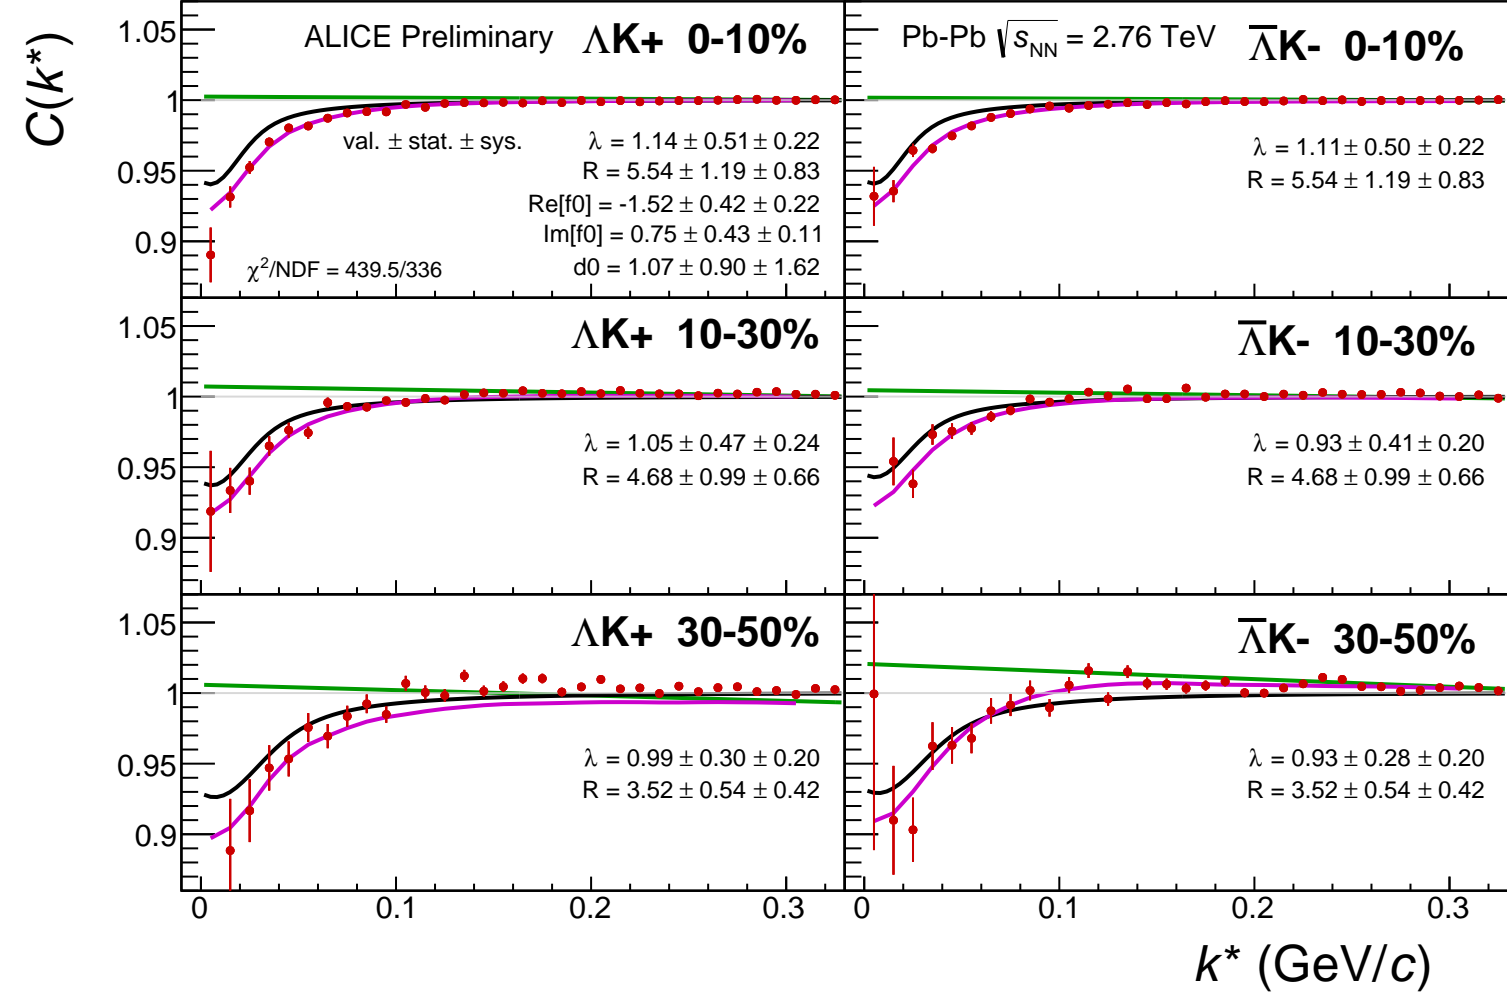 C(k*)
ALICE Preliminary ΛK+ 0-10%
val. ± stat. ± sys.
λ = 1.14 ± 0.51 ± 0.22
R = 5.54 ± 1.19 ± 0.83
Re[f0] = -1.52 ± 0.42 ± 0.22
Im[f0] = 0.75 ± 0.43 ± 0.11
χ²/NDF = 439.5/336
d0 = 1.07 ± 0.90 ± 1.62
1.05
1
0.95
0.9
Pb-Pb √s_NN = 2.76 TeV Λ̅K- 0-10%
λ = 1.11± 0.50 ± 0.22
R = 5.54 ± 1.19 ± 0.83
ΛK+ 10-30%
λ = 1.05 ± 0.47 ± 0.24
R = 4.68 ± 0.99 ± 0.66
1.05
1
0.95
0.9
Λ̅K- 10-30%
λ = 0.93 ± 0.41 ± 0.20
R = 4.68 ± 0.99 ± 0.66
ΛK+ 30-50%
λ = 0.99 ± 0.30 ± 0.20
R = 3.52 ± 0.54 ± 0.42
1.05
1
0.95
0.9
Λ̅K- 30-50%
λ = 0.93 ± 0.28 ± 0.20
R = 3.52 ± 0.54 ± 0.42
0 0.1 0.2 0.3
0 0.1 0.2 0.3
k* (GeV/c)